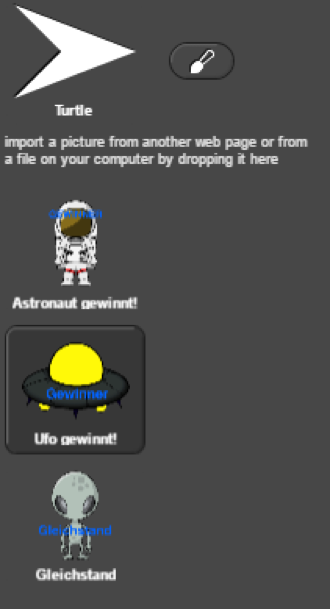 Turtle
import a picture from another web page or from
a file on your computer by dropping it here
Astronaut gewinnt!
Gewinner
Ufo gewinnt!
Gleichstand
Gleichstand